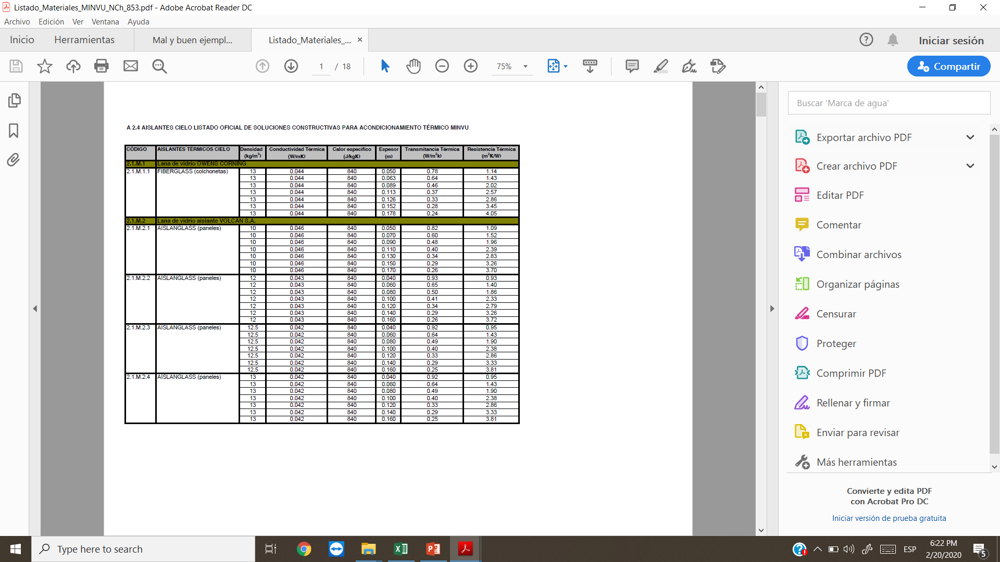 Listado_Materiales_MINVU_NCh_853.pdf - Adobe Acrobat Reader DC
Archivo Edición Ver Ventana Ayuda
Inicio Herramientas Mal y buen ejempl... Listado_Materiales_... × Iniciar sesión
1 / 18 75% Compartir
Buscar 'Marca de agua'
Exportar archivo PDF
Crear archivo PDF
Editar PDF
Comentar
Combinar archivos
Organizar páginas
Censurar
Proteger
Comprimir PDF
Rellenar y firmar
Enviar para revisar
Más herramientas
Convierte y edita PDF
con Acrobat Pro DC
Iniciar versión de prueba gratuita
A 2.4 AISLANTES CIELO LISTADO OFICIAL DE SOLUCIONES CONSTRUCTIVAS PARA ACONDICIONAMIENTO TÉRMICO MINVU
CÓDIGO AISLANTES TÉRMICOS CIELO Densidad Conductividad Térmica Calor especifico Espesor Transmitancia Térmica Resistencia Térmica
(kg/m³) (W/mK) (J/kgK) (m) (W/m²k) (m²K/W)
2.1.M.1 Lana de vidrio OWENS CORNING
2.1.M.1.1 FIBERGLASS (colchonetas) 13 0.044 840 0.050 0.78 1.14
13 0.044 840 0.063 0.64 1.43
13 0.044 840 0.089 0.46 2.02
13 0.044 840 0.113 0.37 2.57
13 0.044 840 0.126 0.33 2.86
13 0.044 840 0.152 0.28 3.45
13 0.044 840 0.178 0.24 4.05
2.1.M.2 Lana de vidrio aislante VOLCAN S.A.
2.1.M.2.1 AISLANGLASS (paneles) 10 0.046 840 0.050 0.82 1.09
10 0.046 840 0.070 0.60 1.52
10 0.046 840 0.090 0.48 1.96
10 0.046 840 0.110 0.40 2.39
10 0.046 840 0.130 0.34 2.83
10 0.046 840 0.150 0.29 3.26
10 0.046 840 0.170 0.26 3.70
2.1.M.2.2 AISLANGLASS (paneles) 12 0.043 840 0.040 0.93 0.93
12 0.043 840 0.060 0.65 1.40
12 0.043 840 0.080 0.50 1.86
12 0.043 840 0.100 0.41 2.33
12 0.043 840 0.120 0.34 2.79
12 0.043 840 0.140 0.29 3.26
12 0.043 840 0.160 0.26 3.72
2.1.M.2.3 AISLANGLASS (paneles) 12.5 0.042 840 0.040 0.92 0.95
12.5 0.042 840 0.060 0.64 1.43
12.5 0.042 840 0.080 0.49 1.90
12.5 0.042 840 0.100 0.40 2.38
12.5 0.042 840 0.120 0.33 2.86
12.5 0.042 840 0.140 0.29 3.33
12.5 0.042 840 0.160 0.25 3.81
2.1.M.2.4 AISLANGLASS (paneles) 13 0.042 840 0.040 0.92 0.95
13 0.042 840 0.060 0.64 1.43
13 0.042 840 0.080 0.49 1.90
13 0.042 840 0.100 0.40 2.38
13 0.042 840 0.120 0.33 2.86
13 0.042 840 0.140 0.29 3.33
13 0.042 840 0.160 0.25 3.81
Type here to search
ESP
6:22 PM
2/20/2020
5